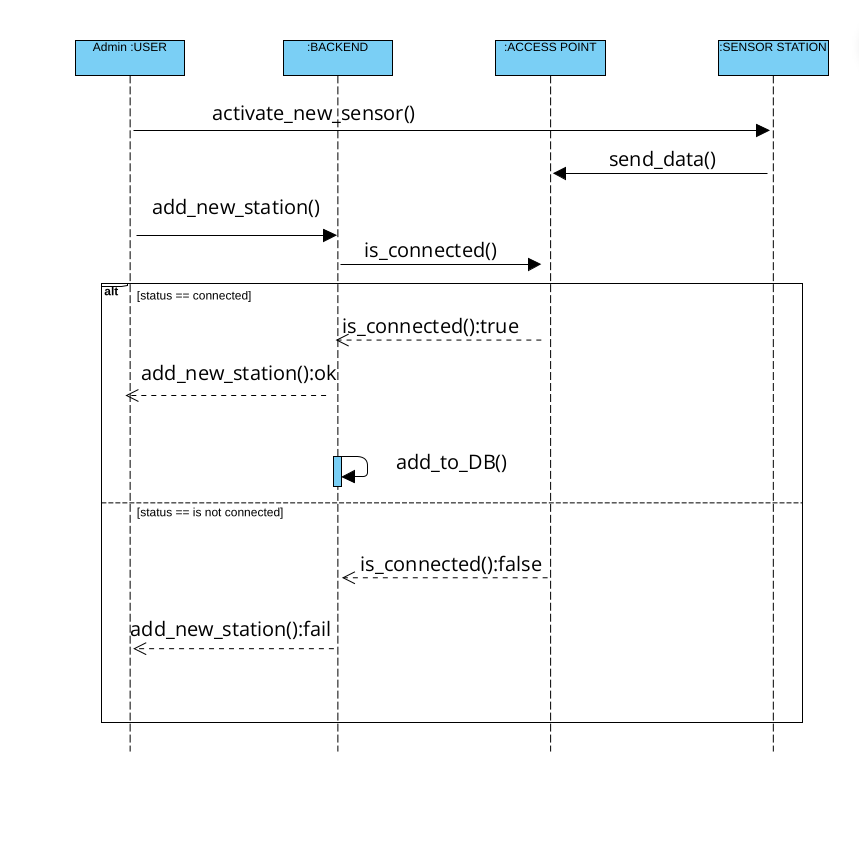 Admin :USER
:BACKEND
:ACCESS POINT
:SENSOR STATION
activate_new_sensor()
send_data()
add_new_station()
is_connected()
alt
[status == connected]
is_connected():true
add_new_station():ok
add_to_DB()
[status == is not connected]
is_connected():false
add_new_station():fail